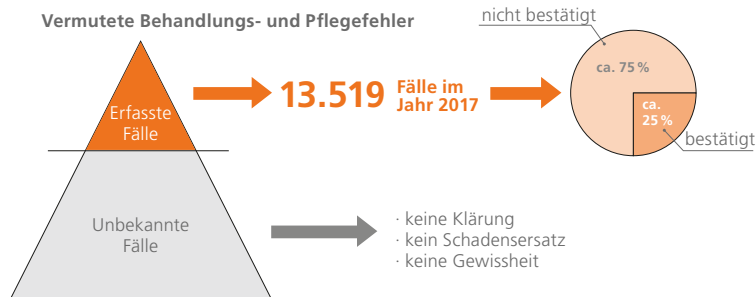 Vermutete Behandlungs- und Pflegefehler
Erfasste
Fälle
13.519
Fälle im
Jahr 2017
nicht bestätigt
ca. 75 %
ca.
25 %
bestätigt
Unbekannte
Fälle
· keine Klärung
· kein Schadensersatz
· keine Gewissheit